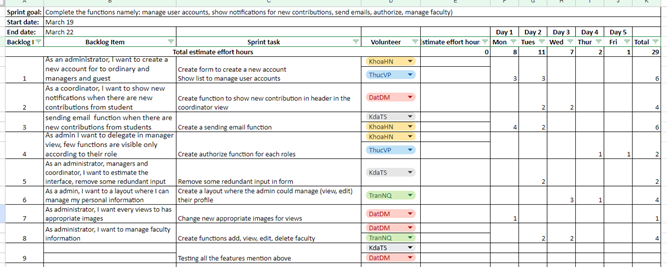 Sprint goal: Complete the functions namely: manage user accounts, show notifications for new contributions, send emails, authorize, manage faculty)
Start date: March 19
End date: March 22 Day 1 Day 2 Day 3 Day 4 Day 5
Backlog I Backlog Item Sprint task Volunteer stimate effort hour Mon Tues Wed Thur Fri Total
Total estimate effort hours 0 8 11 7 2 1 29
As an administrator, I want to create a
new account for to ordinary and
managers and guest
1
Create form to create a new account
Show list to manage user accounts
KhoaHN
ThucVP
3 3 6
As a coordinator, I want to show new
notifications when there are new
contributions from student
2
Create function to show new contribution in header in the
coordinator view
DatDM
2 2 4
sending email function when there are
new contributions from students
3
Create a sending email function
KdaTS
KhoaHN
4 2 6
As admin I want to delegate in manager
view, few functions are visible only
according to their role
4
Create authorize function for each roles
KhoaHN
ThucVP
1 1 2
As an administrator, managers and
coordinator, I want to estimate the
interface, remove some redundant input
5
Remove some redundant input in form
KdaTS
2 2
As a admin, I want to a layout where I can
manage my personal information
6
Create a layout where the admin could manage (view, edit)
their profile
TranNQ
3 1 4
As administrator, I want every views to has
appropriate images
7
Change new appropriate images for views
DatDM
1 1
As administrator, I want to manage faculty
information
8
Create functions add, view, edit, delete faculty
DatDM
TranNQ
2 2 4
9
Testing all the features mention above
KdaTS
DatDM